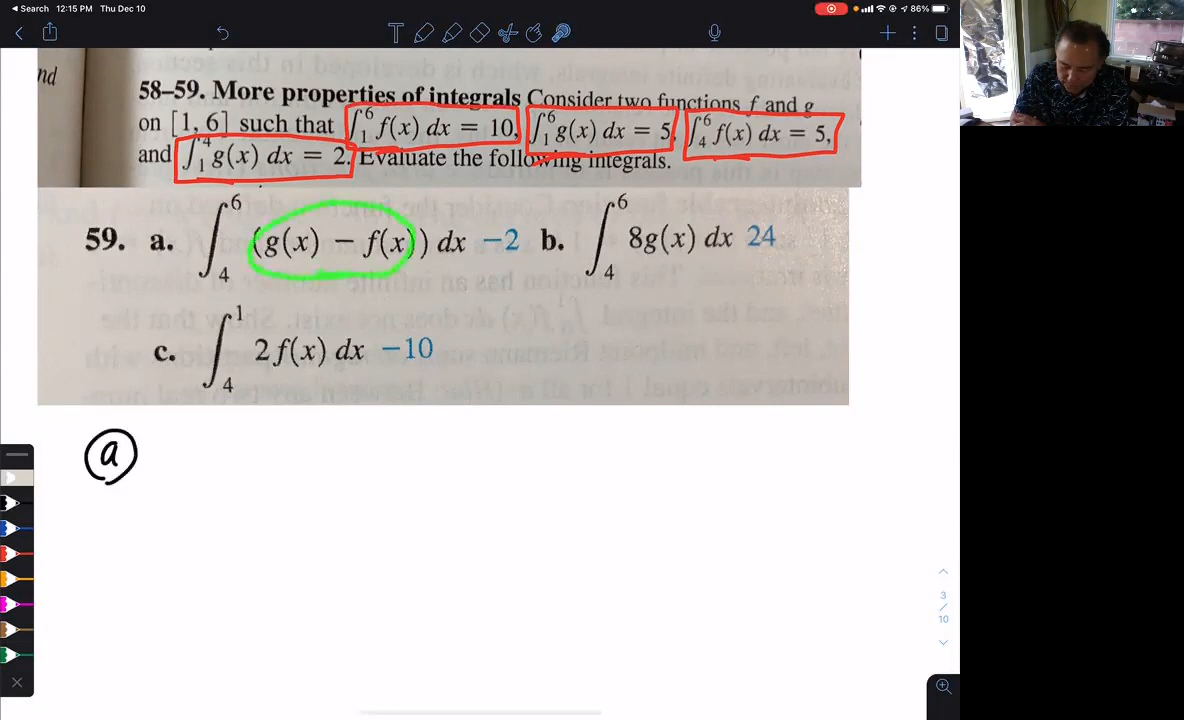 Search 12:15 PM Thu Dec 10 86%
nd
58–59. More properties of integrals Consider two functions f and g
on [1, 6] such that ∫₁⁶ f(x) dx = 10, ∫₁⁶ g(x) dx = 5, ∫₄⁶ f(x) dx = 5,
and ∫₁⁴ g(x) dx = 2. Evaluate the following integrals.
59. a. ∫₄⁶ (g(x) − f(x)) dx −2 b. ∫₄⁶ 8g(x) dx 24
c. ∫₄¹ 2f(x) dx −10
a
3
/
10